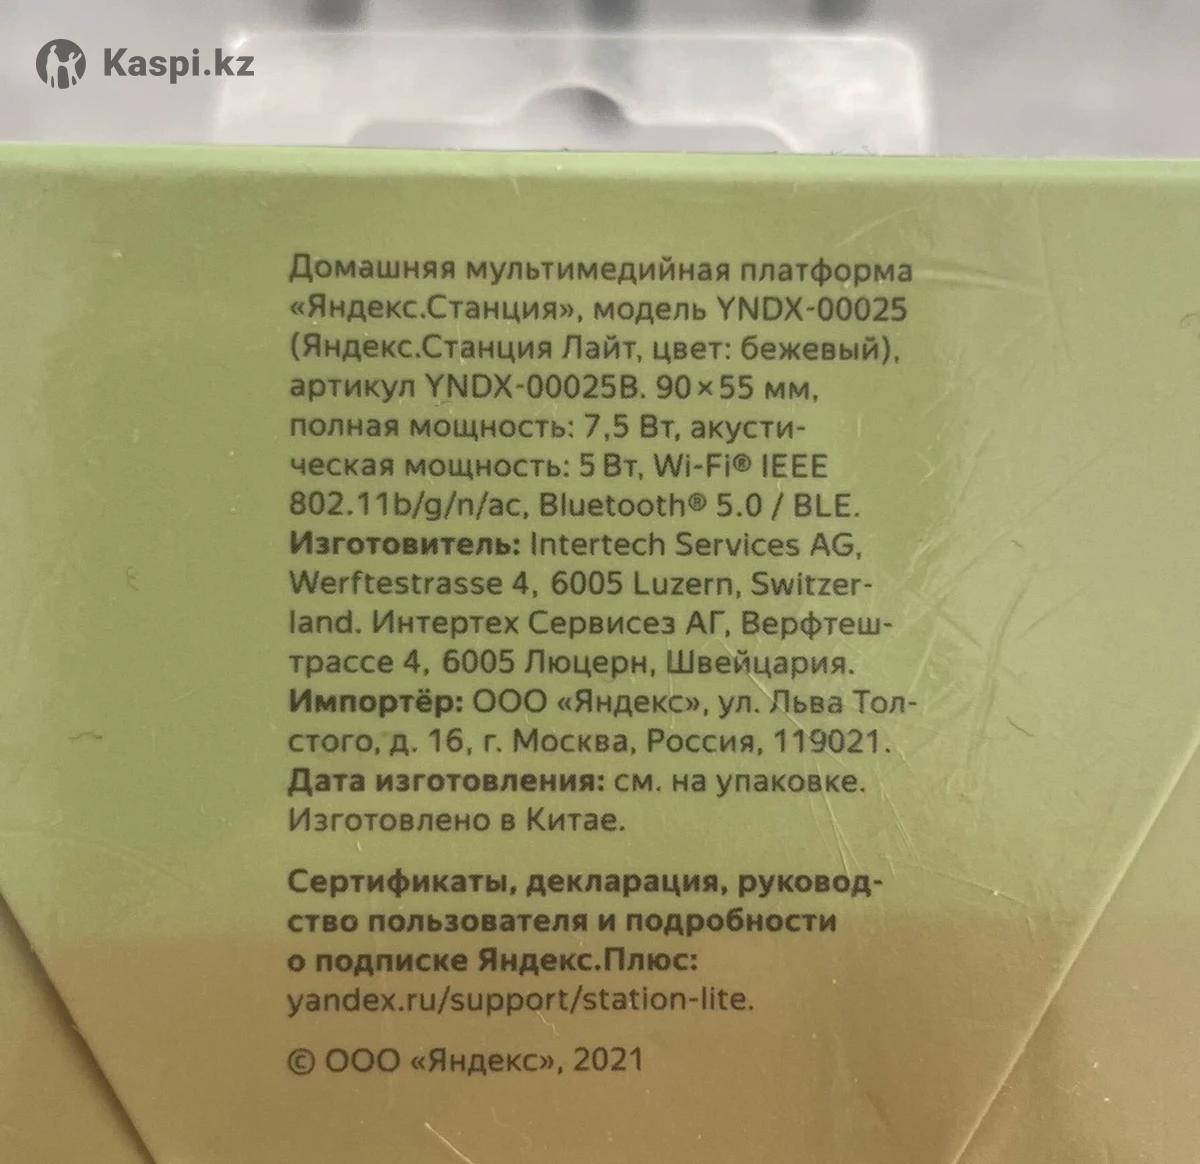 Kaspi.kz
Домашняя мультимедийная платформа
«Яндекс.Станция», модель YNDX-00025
(Яндекс.Станция Лайт, цвет: бежевый),
артикул YNDX-00025B. 90×55 мм,
полная мощность: 7,5 Вт, акусти-
ческая мощность: 5 Вт, Wi-Fi® IEEE
802.11b/g/n/ac, Bluetooth® 5.0 / BLE.
Изготовитель: Intertech Services AG,
Werftestrasse 4, 6005 Luzern, Switzer-
land. Интертех Сервисез АГ, Верфтеш-
трассе 4, 6005 Люцерн, Швейцария.
Импортёр: ООО «Яндекс», ул. Льва Тол-
стого, д. 16, г. Москва, Россия, 119021.
Дата изготовления: см. на упаковке.
Изготовлено в Китае.
Сертификаты, декларация, руковод-
ство пользователя и подробности
о подписке Яндекс.Плюс:
yandex.ru/support/station-lite.
© ООО «Яндекс», 2021